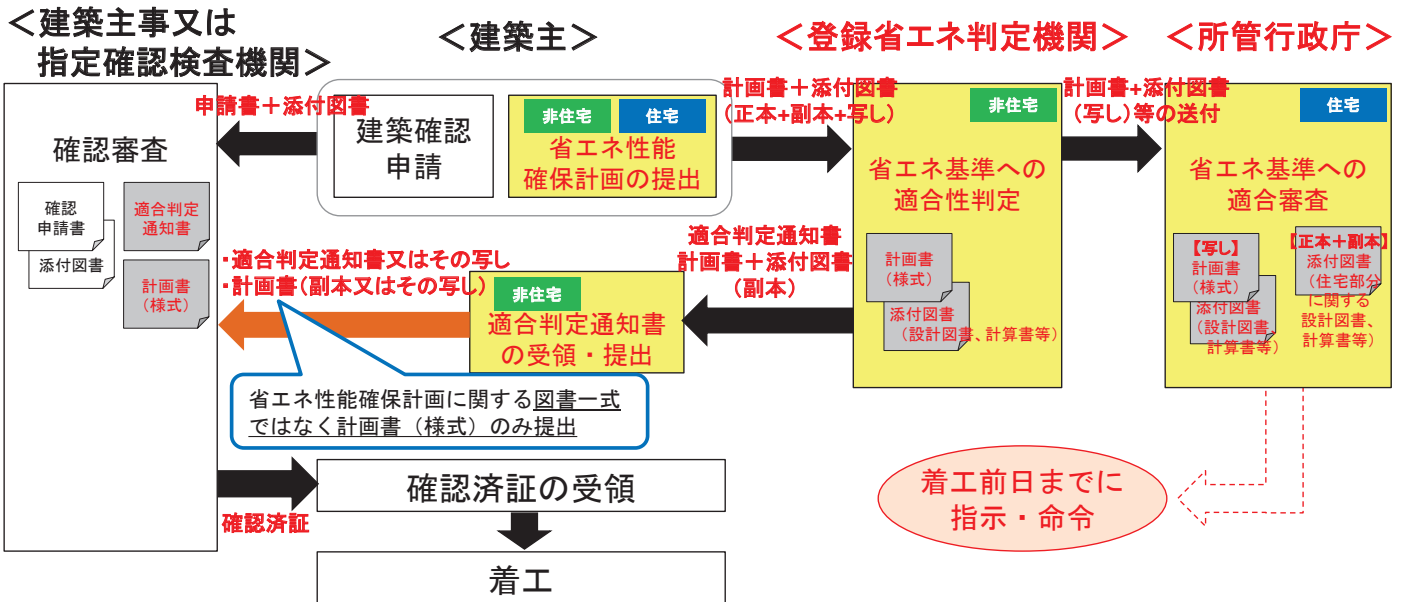 ＜建築主事又は
指定確認検査機関＞
＜建築主＞
＜登録省エネ判定機関＞
＜所管行政庁＞
申請書＋添付図書
確認審査
確認
申請書
添付図書
適合判定
通知書
計画書
（様式）
建築確認
申請
非住宅
住宅
省エネ性能
確保計画の提出
計画書＋添付図書
（正本+副本+写し）
非住宅
省エネ基準への
適合性判定
計画書
（様式）
添付図書
（設計図書、計算書等）
計画書+添付図書
（写し）等の送付
住宅
省エネ基準への
適合審査
【写し】
計画書
（様式）
添付図書
（設計図書、
計算書等）
【正本＋副本】
添付図書
（住宅部分
に関する
設計図書、
計算書等）
適合判定通知書
計画書＋添付図書
（副本）
・適合判定通知書又はその写し
・計画書（副本又はその写し）
非住宅
適合判定通知書
の受領・提出
省エネ性能確保計画に関する図書一式
ではなく計画書（様式）のみ提出
確認済証
確認済証の受領
着工
着工前日までに
指示・命令